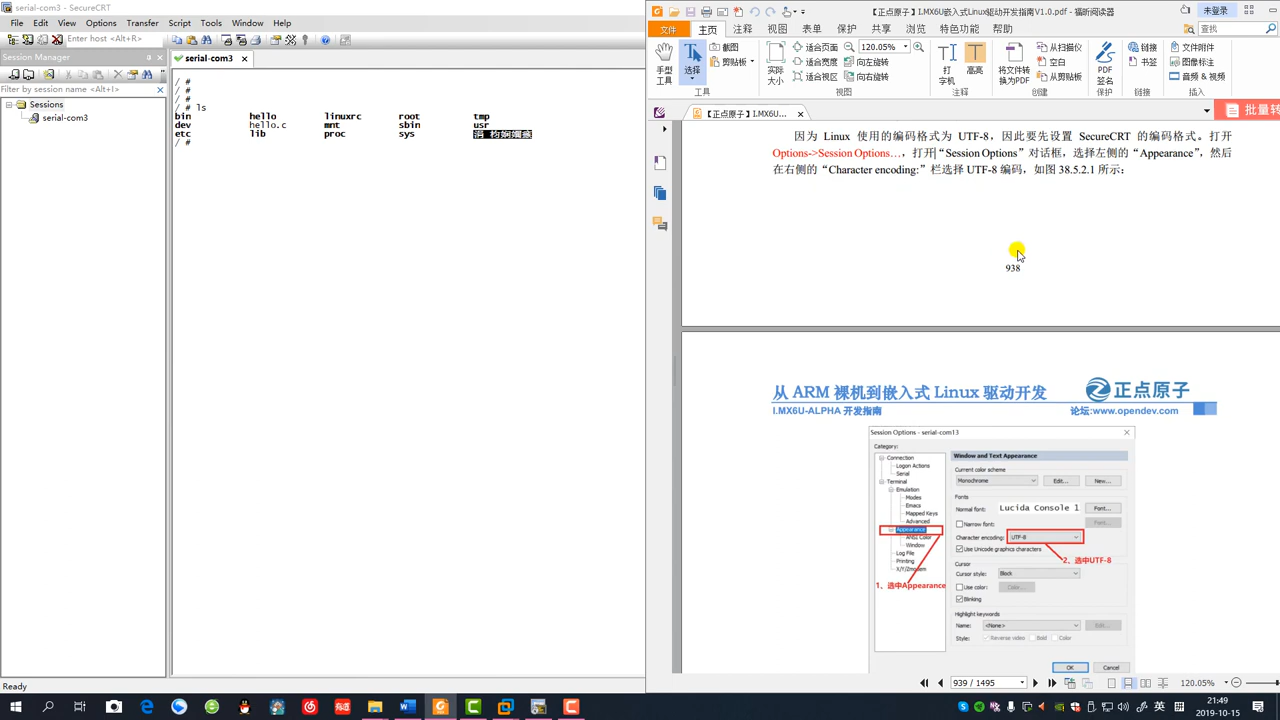 serial-com3 - SecureCRT
File Edit View Options Transfer Script Tools Window Help
Enter host <Alt+R>
Session Manager
serial-com3
Filter by session name <Alt+I>
Sessions
serial-com3
/ #
/ #
/ #
/ # ls
bin hello linuxrc root tmp
dev hello.c mnt sbin usr
etc lib proc sys
/ #
Ready
【正点原子】I.MX6U嵌入式Linux驱动开发指南V1.0.pdf - 福昕阅
未登录
文件 主页 注释 视图 表单 保护 共享 浏览 特色功能 帮助
查找
手型工具
选择
截图
剪贴板
工具
实际大小
适合页面
适合宽度
适合视区
120.05%
向左旋转
向右旋转
视图
打字机
高亮
注释
将文件转换为PDF
从扫描仪
空白
从剪贴板
创建
PDF签名
保护
链接
书签
链接
文件附件
图像标注
音频 & 视频
插入
【正点原子】I.MX6U...
批量转
因为 Linux 使用的编码格式为 UTF-8，因此要先设置 SecureCRT 的编码格式。打开
Options->Session Options…，打开“Session Options”对话框，选择左侧的“Appearance”，然后
在右侧的“Character encoding:”栏选择 UTF-8 编码，如图 38.5.2.1 所示：
938
从 ARM 裸机到嵌入式 Linux 驱动开发
正点原子
I.MX6U-ALPHA 开发指南
论坛:www.opendev.com
Session Options - serial-com13
Category:
Connection
Logon Actions
Serial
Terminal
Emulation
Modes
Emacs
Mapped Keys
Advanced
Appearance
ANSI Color
Window
Log File
Printing
X/Y/Zmodem
1、选中Appearance
Window and Text Appearance
Current color scheme
Monochrome Edit... New...
Fonts
Normal font: Lucida Console 1 Font...
Narrow font: Font...
Character encoding: UTF-8
Use Unicode graphics characters
2、选中UTF-8
Cursor
Cursor style: Block
Use color: Color...
Blinking
Highlight keywords
Name: <None> Edit...
Style: Reverse video Bold Color
OK Cancel
939 / 1495
120.05%
英
21:49
2019-10-15